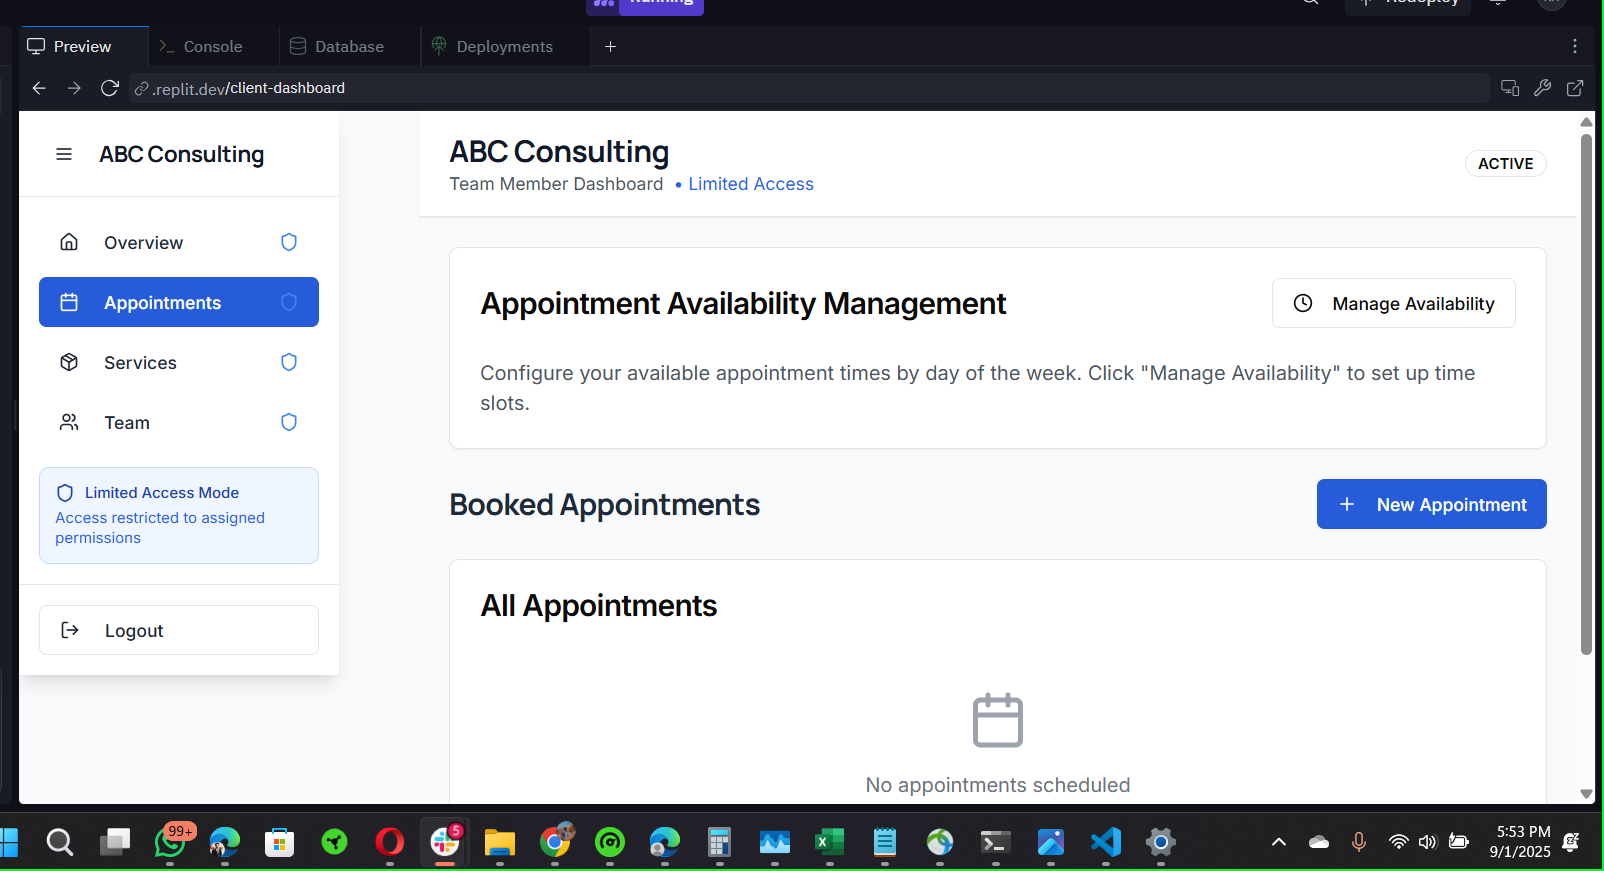 Running
Redeploy
Preview
Console
Database
Deployments
.replit.dev/client-dashboard
ABC Consulting
Overview
Appointments
Services
Team
Limited Access Mode
Access restricted to assigned
permissions
Logout
ABC Consulting
Team Member Dashboard • Limited Access
ACTIVE
Appointment Availability Management
Manage Availability
Configure your available appointment times by day of the week. Click "Manage Availability" to set up time
slots.
Booked Appointments
New Appointment
All Appointments
No appointments scheduled
99+
5
5:53 PM
9/1/2025